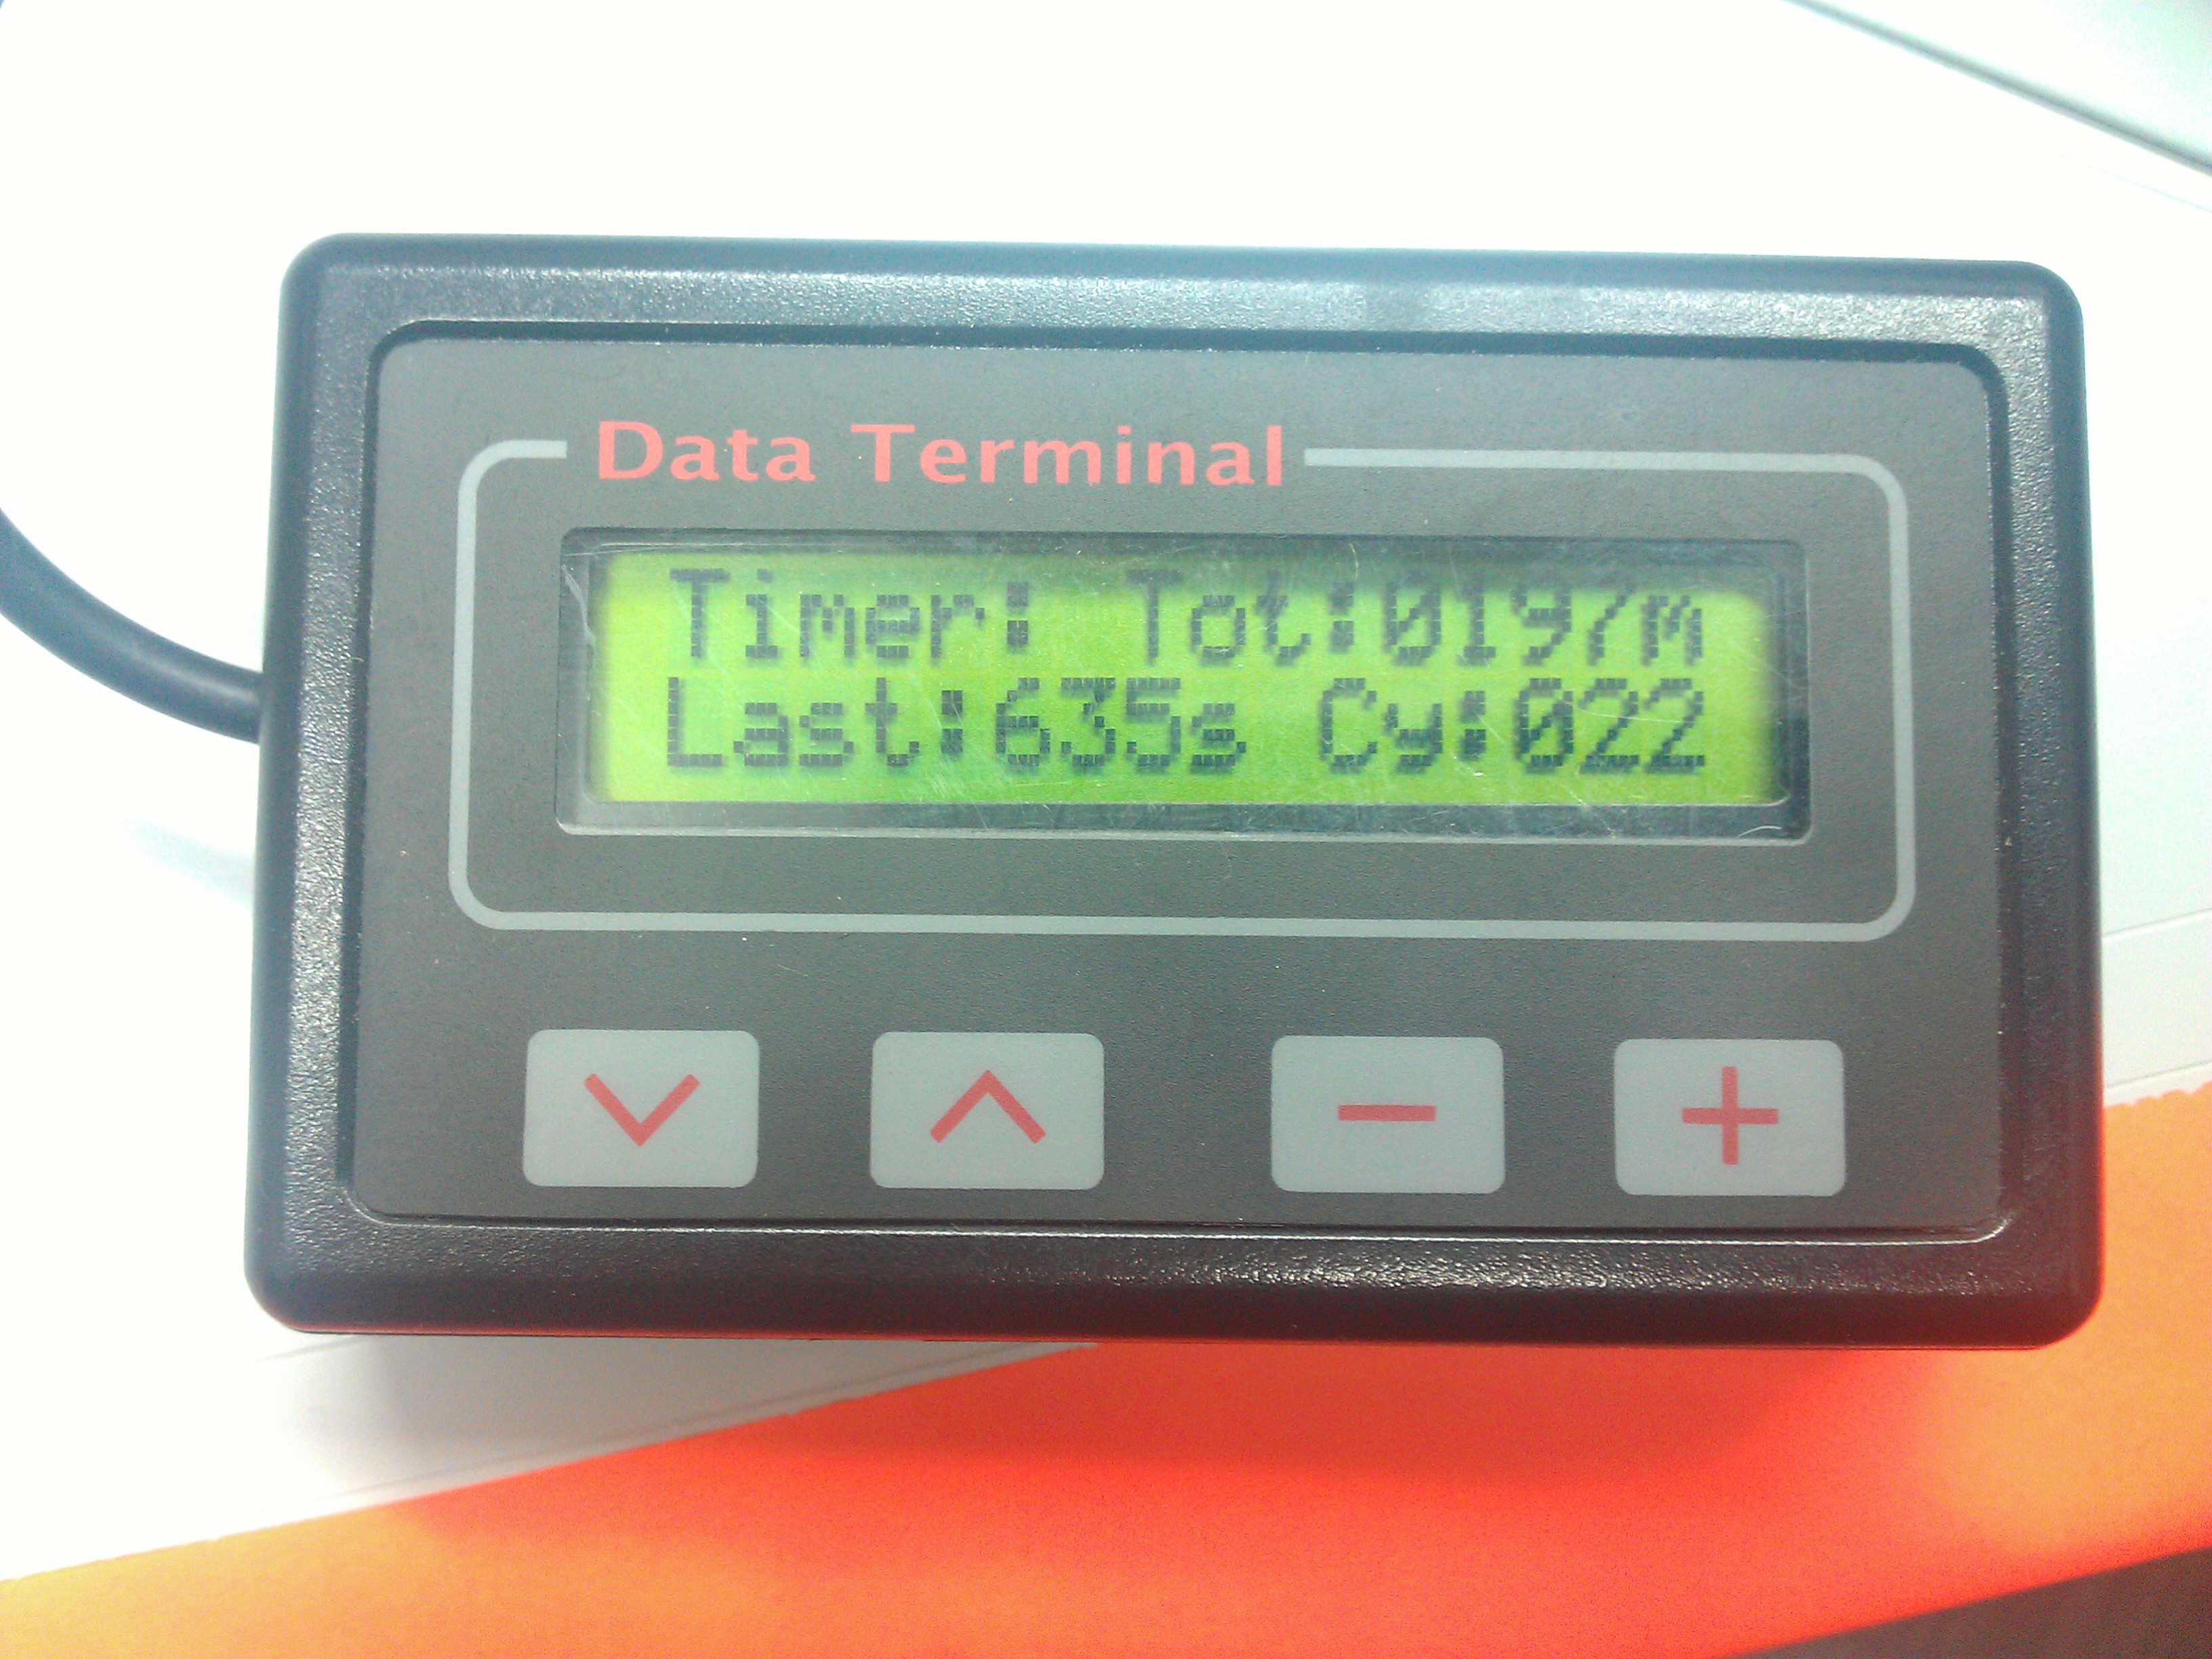 Data Terminal
Timer: Tot:0197m
Last:635s Cy:022